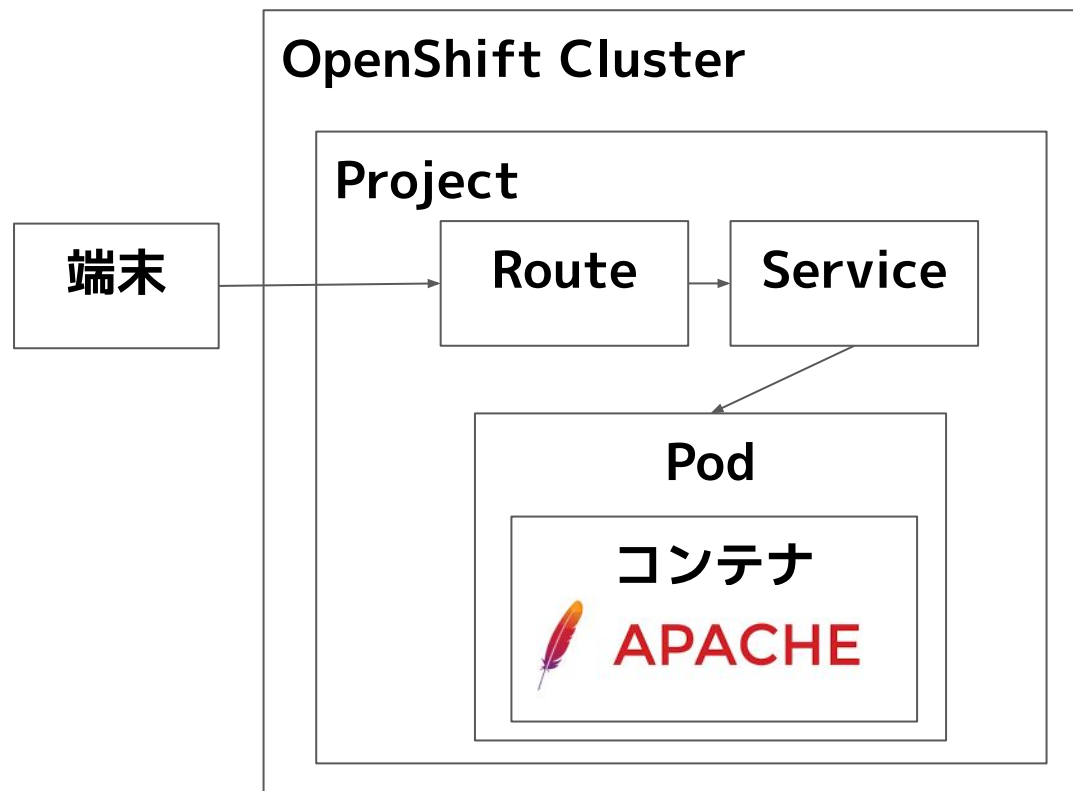 OpenShift Cluster
Project
端末
Route
Service
Pod
コンテナ
APACHE